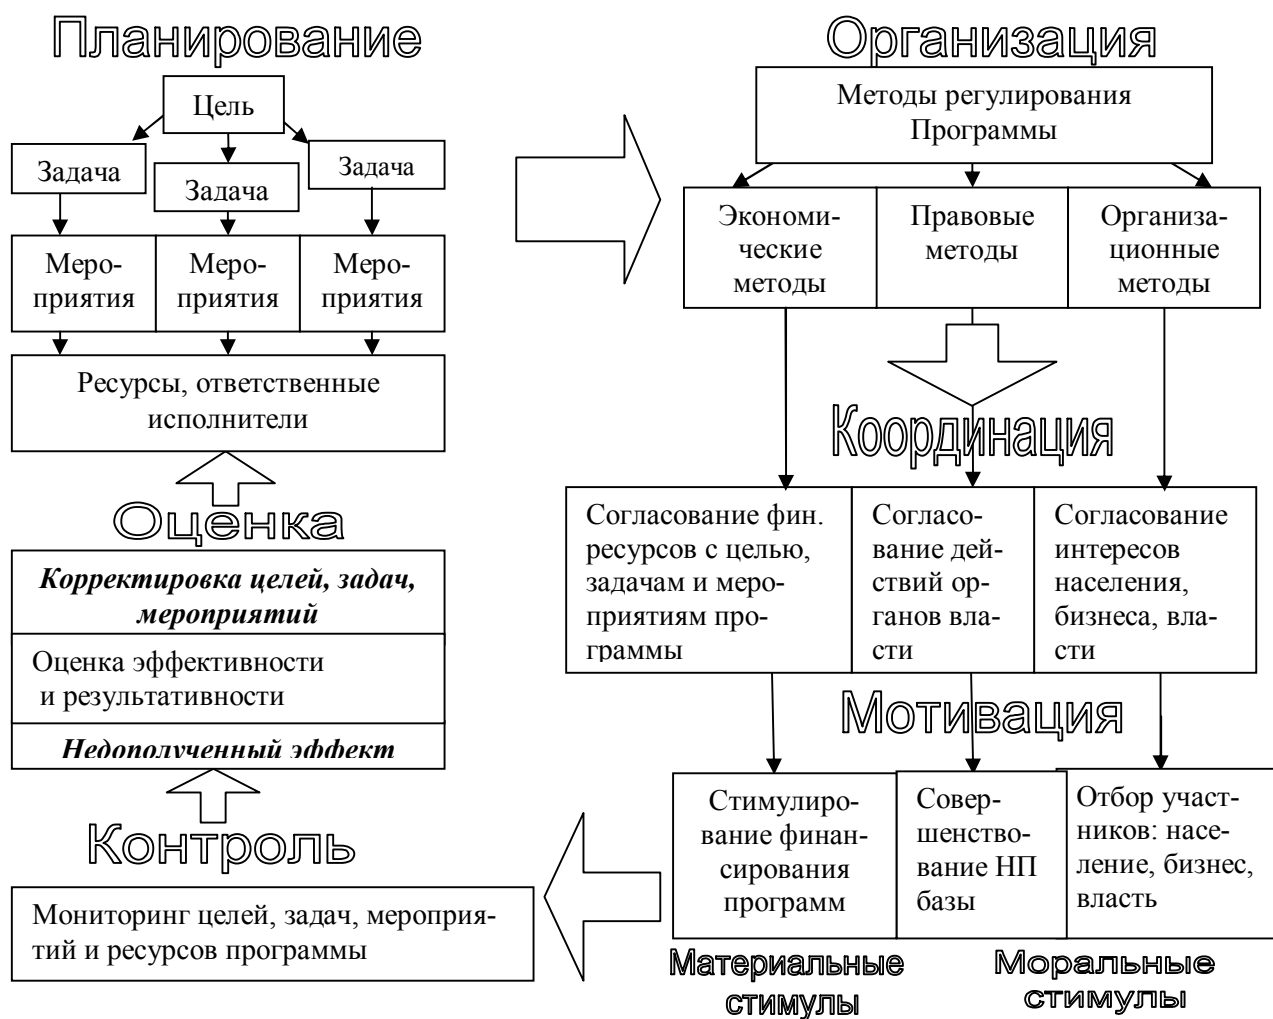 Планирование
Цель
Задача
Задача
Задача
Меро-
приятия
Меро-
приятия
Меро-
приятия
Ресурсы, ответственные
исполнители
Оценка
Корректировка целей, задач,
мероприятий
Оценка эффективности
и результативности
Недополученный эффект
Контроль
Мониторинг целей, задач, мероприя-
тий и ресурсов программы
Организация
Методы регулирования
Программы
Экономи-
ческие
методы
Правовые
методы
Организа-
ционные
методы
Координация
Согласование фин.
ресурсов с целью,
задачам и меро-
приятиям про-
граммы
Согласо-
вание дей-
ствий ор-
ганов вла-
сти
Согласование
интересов
населения,
бизнеса, вла-
сти
Мотивация
Стимулиро-
вание финан-
сирования
программ
Совер-
шенство-
вание НП
базы
Отбор участ-
ников: насе-
ление, бизнес,
власть
Материальные
стимулы
Моральные
стимулы